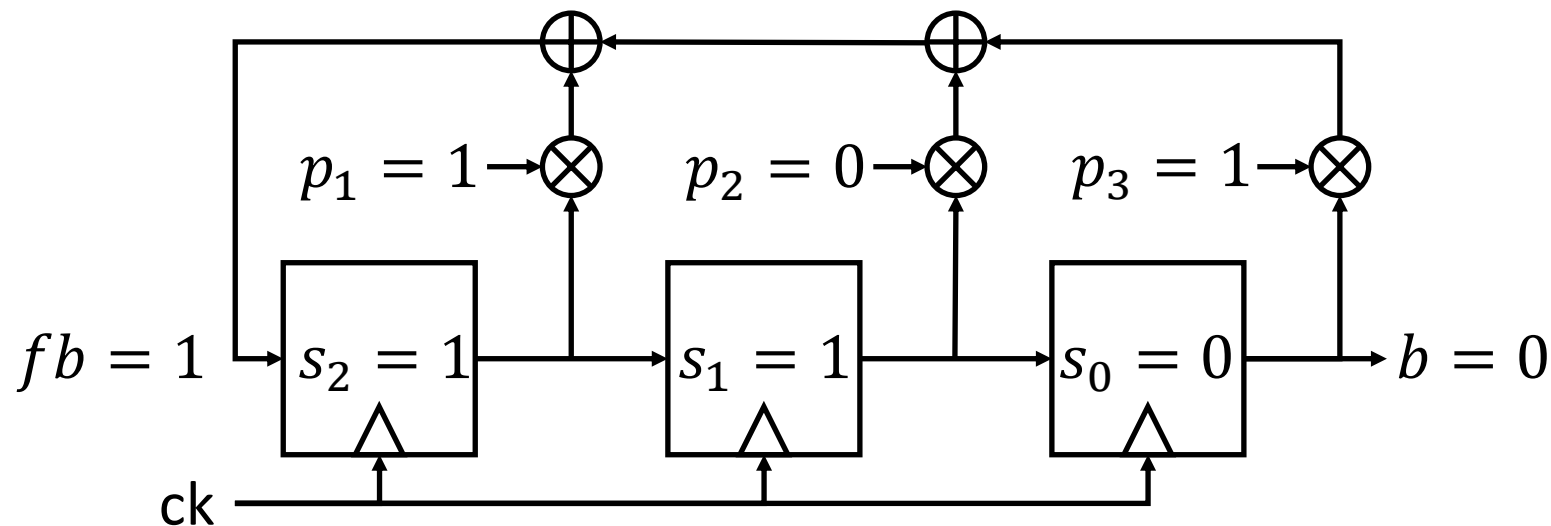 p₁ = 1 p₂ = 0 p₃ = 1
fb = 1 s₂ = 1 s₁ = 1 s₀ = 0 b = 0
ck